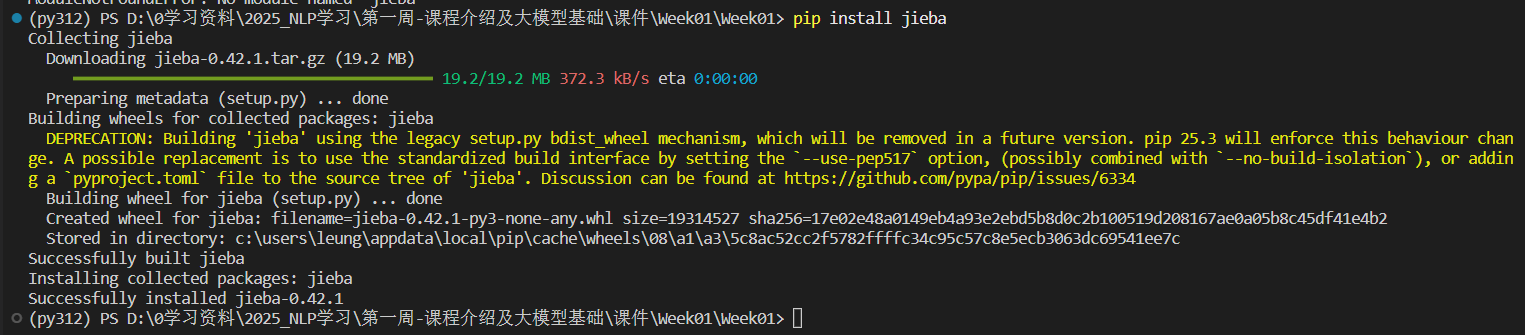 ModuleNotFoundError: No module named 'jieba'
(py312) PS D:\0学习资料\2025_NLP学习\第一周-课程介绍及大模型基础\课件\Week01\Week01> pip install jieba
Collecting jieba
Downloading jieba-0.42.1.tar.gz (19.2 MB)
19.2/19.2 MB 372.3 kB/s eta 0:00:00
Preparing metadata (setup.py) ... done
Building wheels for collected packages: jieba
DEPRECATION: Building 'jieba' using the legacy setup.py bdist_wheel mechanism, which will be removed in a future version. pip 25.3 will enforce this behaviour chan
ge. A possible replacement is to use the standardized build interface by setting the `--use-pep517` option, (possibly combined with `--no-build-isolation`), or addin
g a `pyproject.toml` file to the source tree of 'jieba'. Discussion can be found at https://github.com/pypa/pip/issues/6334
Building wheel for jieba (setup.py) ... done
Created wheel for jieba: filename=jieba-0.42.1-py3-none-any.whl size=19314527 sha256=17e02e48a0149eb4a93e2ebd5b8d0c2b100519d208167ae0a05b8c45df41e4b2
Stored in directory: c:\users\leung\appdata\local\pip\cache\wheels\08\a1\a3\5c8ac52cc2f5782ffffc34c95c57c8e5ecb3063dc69541ee7c
Successfully built jieba
Installing collected packages: jieba
Successfully installed jieba-0.42.1
(py312) PS D:\0学习资料\2025_NLP学习\第一周-课程介绍及大模型基础\课件\Week01\Week01>